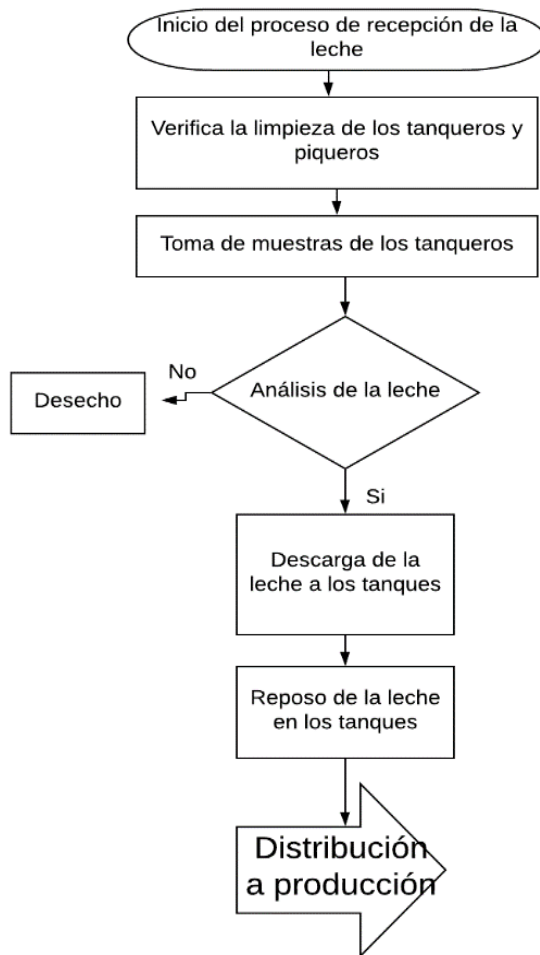 Inicio del proceso de recepción de la
leche
Verifica la limpieza de los tanqueros y
piqueros
Toma de muestras de los tanqueros
Análisis de la leche
No
Desecho
Si
Descarga de la
leche a los tanques
Reposo de la leche
en los tanques
Distribución
a producción